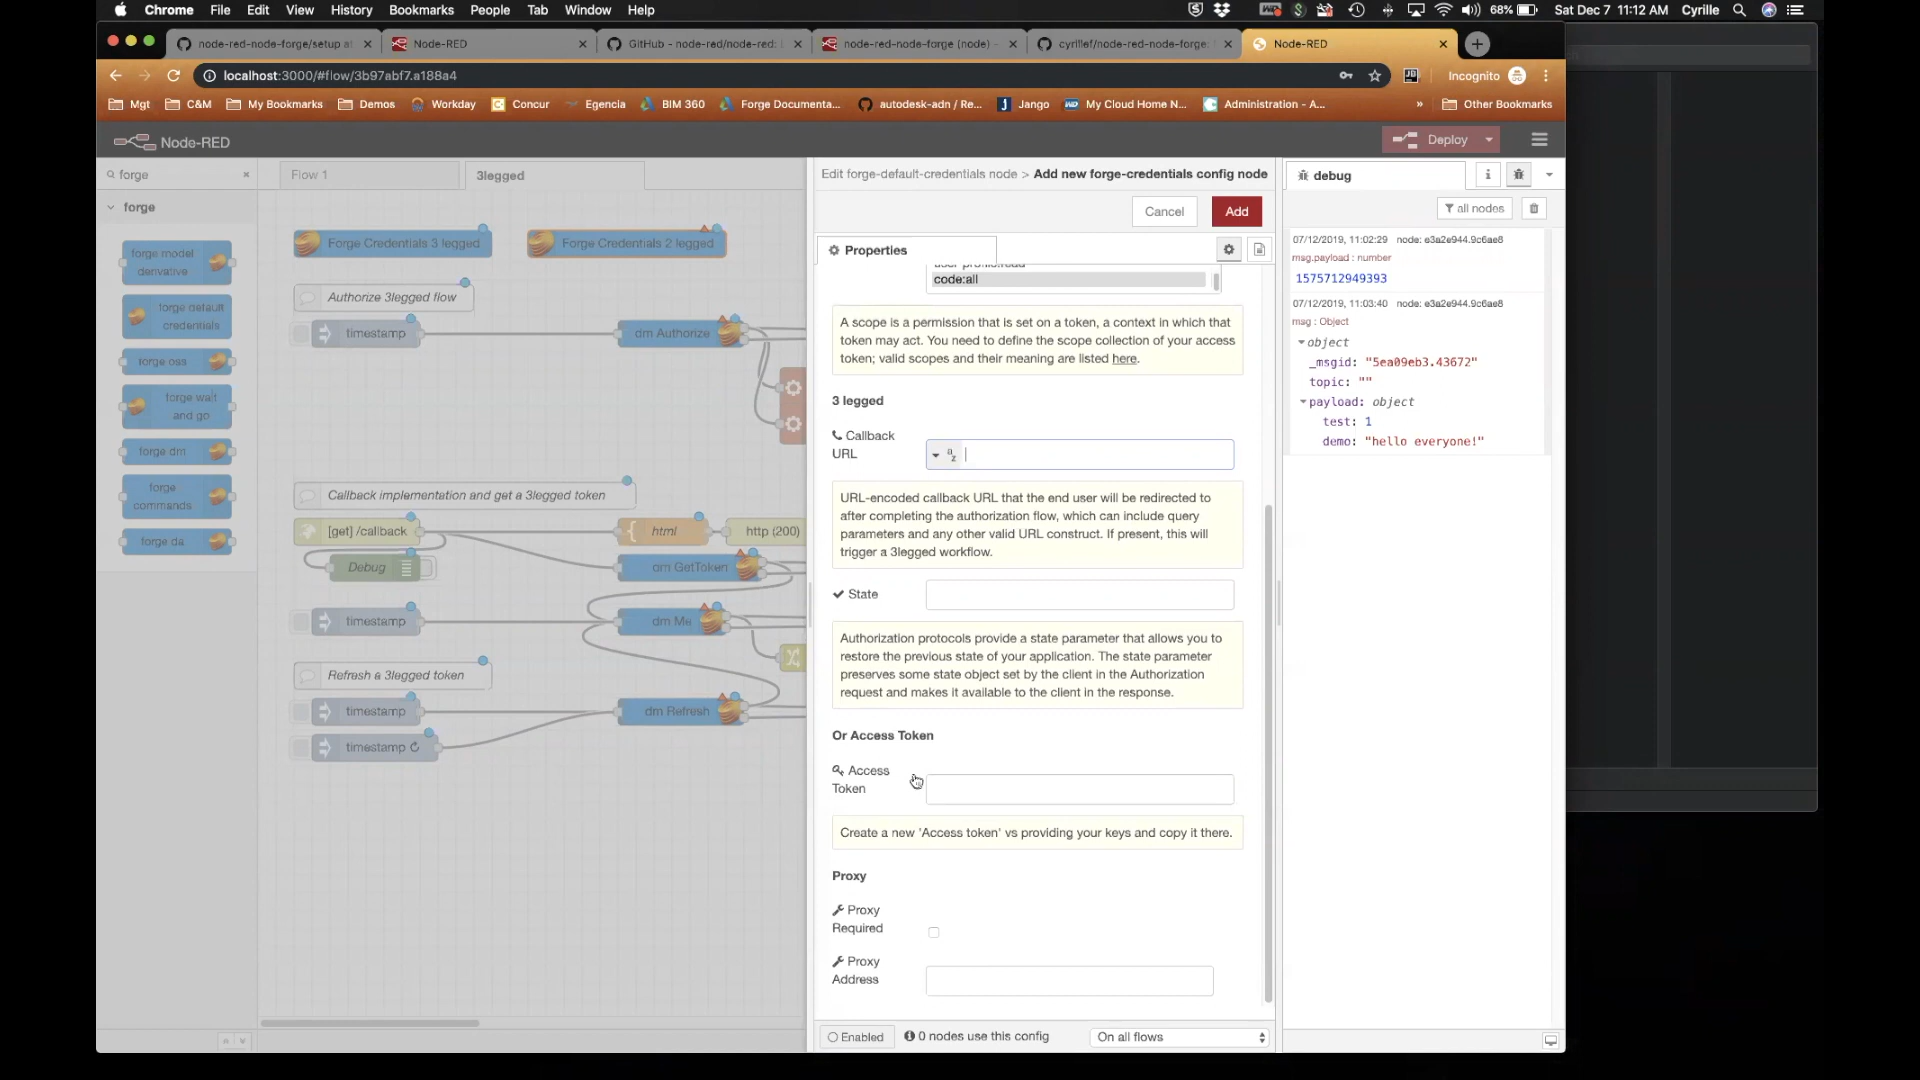 Chrome File Edit View History Bookmarks People Tab Window Help
68% Sat Dec 7 11:12 AM Cyrille
node-red-node-forge/setup at
Node-RED
GitHub - node-red/node-red: L
node-red-node-forge (node) -
cyrillef/node-red-node-forge:
Node-RED
localhost:3000/#flow/3b97abf7.a188a4
Incognito
Mgt C&M My Bookmarks Demos Workday Concur Egencia BIM 360 Forge Documenta... autodesk-adn / Re... Jango My Cloud Home N... Administration - A... » Other Bookmarks
Node-RED
Deploy
forge
forge
forge model
derivative
forge default
credentials
forge oss
forge wait
and go
forge dm
forge
commands
forge da
Flow 1
3legged
Forge Credentials 3 legged
Forge Credentials 2 legged
Authorize 3legged flow
timestamp
dm Authorize
Callback implementation and get a 3legged token
[get] /callback
html
http (200)
Debug
dm GetToken
timestamp
dm Me
Refresh a 3legged token
timestamp
dm Refresh
timestamp ↻
Edit forge-default-credentials node > Add new forge-credentials config node
Cancel
Add
Properties
user-profile:read
code:all
A scope is a permission that is set on a token, a context in which that
token may act. You need to define the scope collection of your access
token; valid scopes and their meaning are listed here.
3 legged
Callback
URL
URL-encoded callback URL that the end user will be redirected to
after completing the authorization flow, which can include query
parameters and any other valid URL construct. If present, this will
trigger a 3legged workflow.
State
Authorization protocols provide a state parameter that allows you to
restore the previous state of your application. The state parameter
preserves some state object set by the client in the Authorization
request and makes it available to the client in the response.
Or Access Token
Access
Token
Create a new 'Access token' vs providing your keys and copy it there.
Proxy
Proxy
Required
Proxy
Address
Enabled
0 nodes use this config
On all flows
debug
all nodes
07/12/2019, 11:02:29 node: e3a2e944.9c6ae8
msg.payload : number
1575712949393
07/12/2019, 11:03:40 node: e3a2e944.9c6ae8
msg : Object
object
_msgid: "5ea09eb3.43672"
topic: ""
payload: object
test: 1
demo: "hello everyone!"